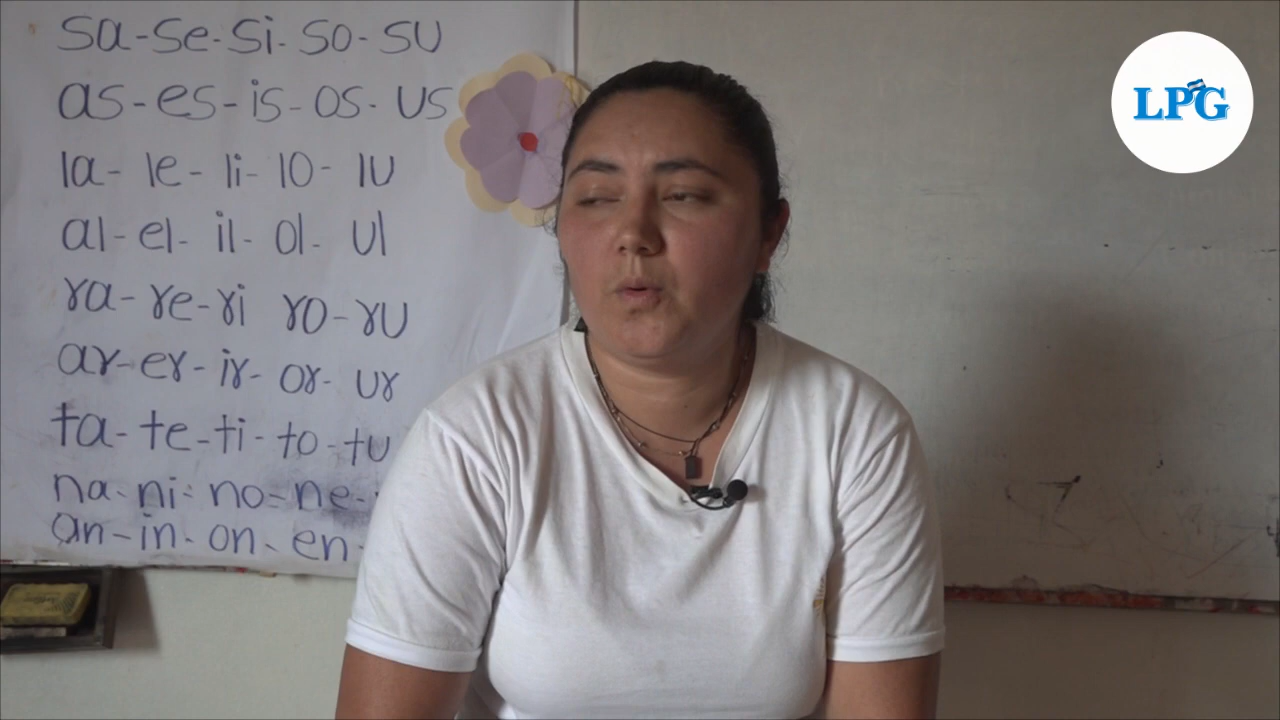 sa-se-si-so-su
as-es-is-os-us
la-le-li-lo-lu
al-el-il-ol-ul
ra-re-ri ro-ru
ar-er-ir-or-ur
ta-te-ti-to-tu
na-ni-no-ne-
an-in-on-en-
LPG